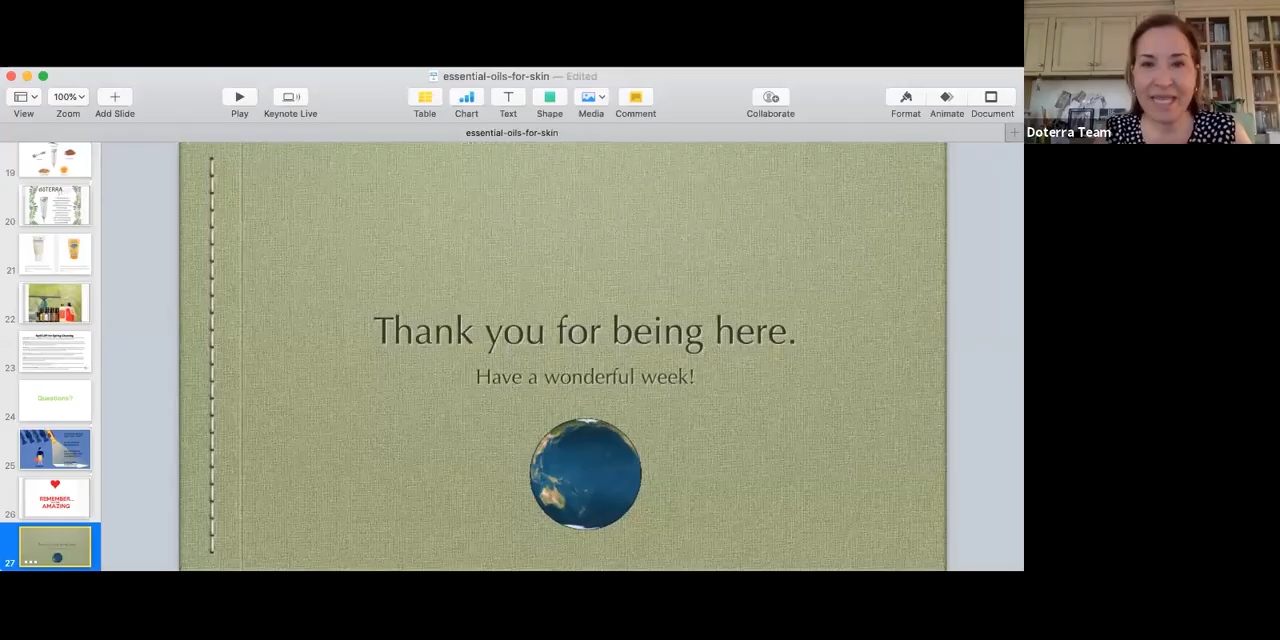 essential-oils-for-skin — Edited
100%
View
Zoom
Add Slide
Play
Keynote Live
Table
Chart
Text
Shape
Media
Comment
Collaborate
Format
Animate
Document
essential-oils-for-skin
Doterra Team
19
dōTERRA
20
21
22
23
Questions?
24
25
REMEMBER...
AMAZING
26
27
Thank you for being here.
Have a wonderful week!